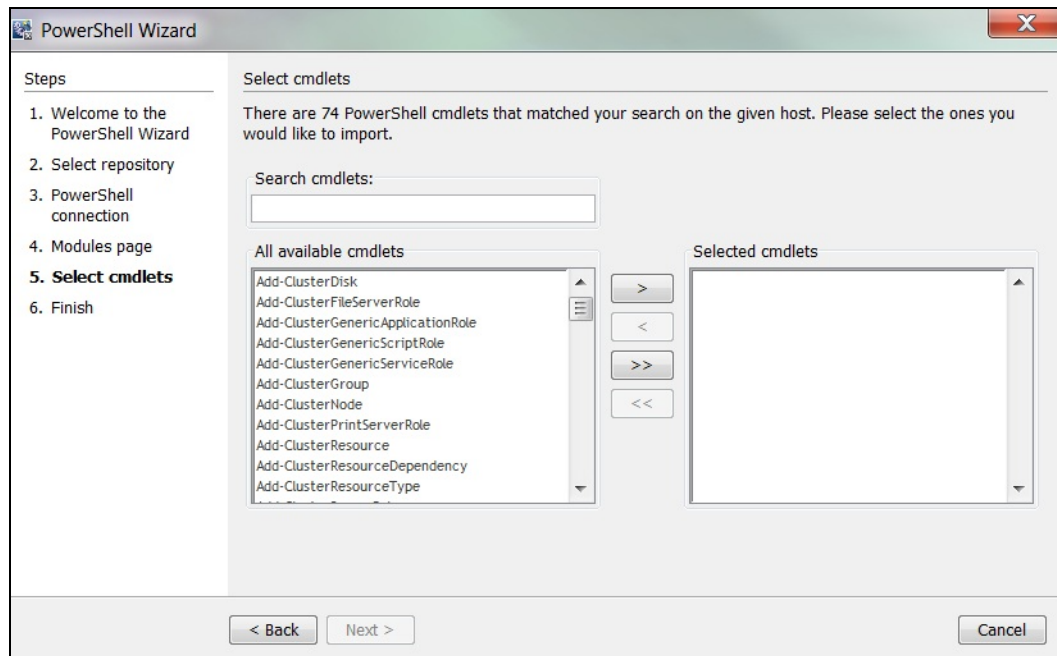 PowerShell Wizard
X
Steps
1. Welcome to the
PowerShell Wizard
2. Select repository
3. PowerShell
connection
4. Modules page
5. Select cmdlets
6. Finish
Select cmdlets
There are 74 PowerShell cmdlets that matched your search on the given host. Please select the ones you
would like to import.
Search cmdlets:
All available cmdlets
Add-ClusterDisk
Add-ClusterFileServerRole
Add-ClusterGenericApplicationRole
Add-ClusterGenericScriptRole
Add-ClusterGenericServiceRole
Add-ClusterGroup
Add-ClusterNode
Add-ClusterPrintServerRole
Add-ClusterResource
Add-ClusterResourceDependency
Add-ClusterResourceType
>
<
>>
<<
Selected cmdlets
< Back
Next >
Cancel